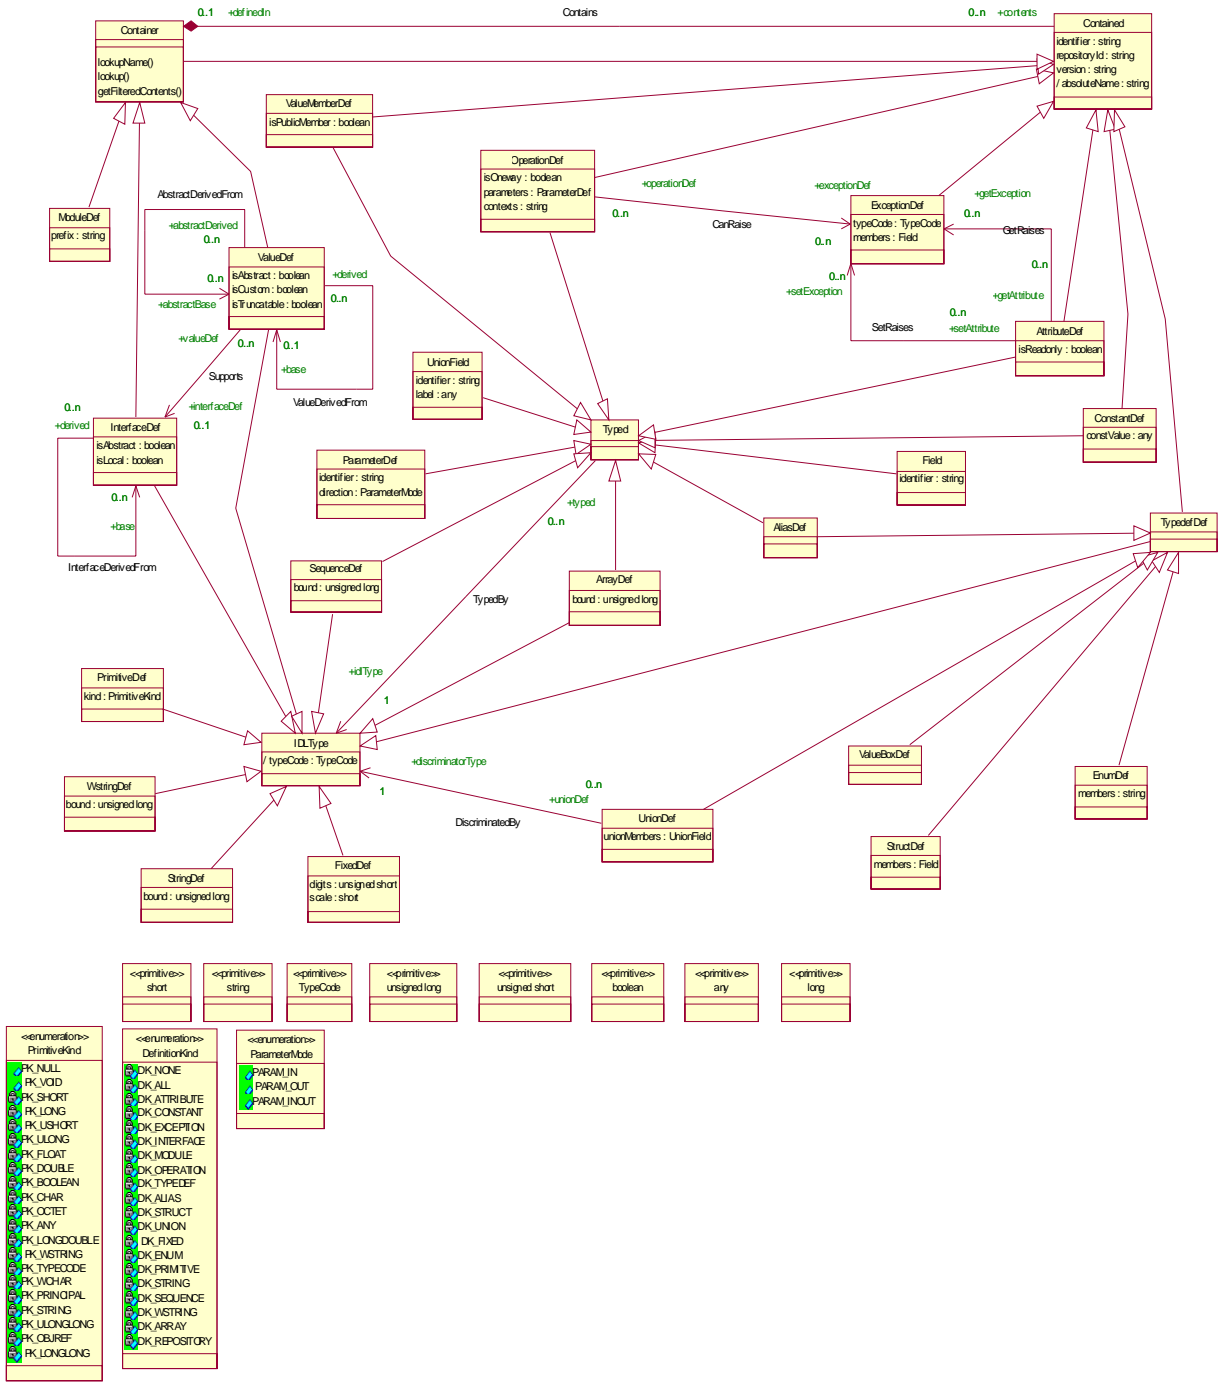 0..1
+definedIn
Contains
0..n
+contents
Container
lookupName()
lookup()
getFilteredContents()
Contained
identifier : string
repositoryId : string
version : string
/ absoluteName : string
ValueMemberDef
isPublicMember : boolean
OperationDef
isOneway : boolean
parameters : ParameterDef
contexts : string
+operationDef
0..n
CanRaise
+exceptionDef
0..n
ExceptionDef
typeCode : TypeCode
members : Field
+getException
0..n
GetRaises
0..n
+getAttribute
0..n
+setException
SetRaises
0..n
+setAttribute
AttributeDef
isReadonly : boolean
ModuleDef
prefix : string
AbstractDerivedFrom
+abstractDerived
0..n
0..n
+abstractBase
ValueDef
isAbstract : boolean
isCustom : boolean
isTruncatable : boolean
+derived
0..n
0..1
+base
ValueDerivedFrom
+valueDef
0..n
Supports
+interfaceDef
0..1
0..n
+derived
InterfaceDef
isAbstract : boolean
isLocal : boolean
0..n
+base
InterfaceDerivedFrom
UnionField
identifier : string
label : any
Typed
ConstantDef
constValue : any
ParameterDef
identifier : string
direction : ParameterMode
Field
identifier : string
+typed
0..n
AliasDef
TypedefDef
SequenceDef
bound : unsigned long
ArrayDef
bound : unsigned long
TypedBy
+idlType
1
PrimitiveDef
kind : PrimitiveKind
IDLType
/ typeCode : TypeCode
+discriminatorType
1
DiscriminatedBy
0..n
+unionDef
UnionDef
unionMembers : UnionField
ValueBoxDef
EnumDef
members : string
StructDef
members : Field
WstringDef
bound : unsigned long
StringDef
bound : unsigned long
FixedDef
digits : unsigned short
scale : short
<<primitive>>
short
<<primitive>>
string
<<primitive>>
TypeCode
<<primitive>>
unsigned long
<<primitive>>
unsigned short
<<primitive>>
boolean
<<primitive>>
any
<<primitive>>
long
<<enumeration>>
PrimitiveKind
PK_NULL
PK_VOID
PK_SHORT
PK_LONG
PK_USHORT
PK_ULONG
PK_FLOAT
PK_DOUBLE
PK_BOOLEAN
PK_CHAR
PK_OCTET
PK_ANY
PK_LONGDOUBLE
PK_WSTRING
PK_TYPECODE
PK_WCHAR
PK_PRINCIPAL
PK_STRING
PK_ULONGLONG
PK_OBJREF
PK_LONGLONG
<<enumeration>>
DefinitionKind
DK_NONE
DK_ALL
DK_ATTRIBUTE
DK_CONSTANT
DK_EXCEPTION
DK_INTERFACE
DK_MODULE
DK_OPERATION
DK_TYPEDEF
DK_ALIAS
DK_STRUCT
DK_UNION
DK_FIXED
DK_ENUM
DK_PRIMITIVE
DK_STRING
DK_SEQUENCE
DK_WSTRING
DK_ARRAY
DK_REPOSITORY
<<enumeration>>
ParameterMode
PARAM_IN
PARAM_OUT
PARAM_INOUT